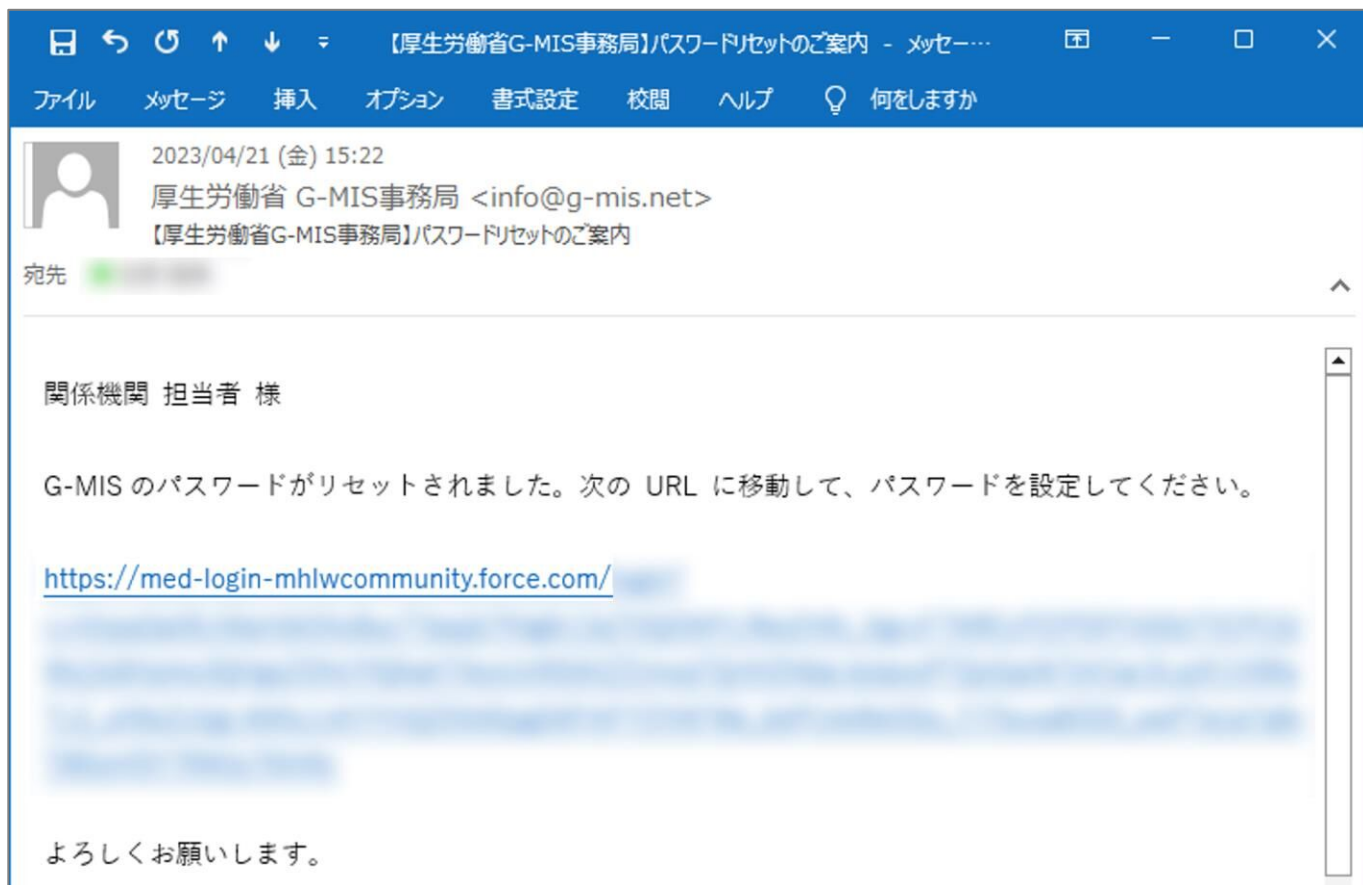 【厚生労働省G-MIS事務局】パスワードリセットのご案内 - メッセー…
ファイル メッセージ 挿入 オプション 書式設定 校閲 ヘルプ 何をしますか
2023/04/21 (金) 15:22
厚生労働省 G-MIS事務局 <info@g-mis.net>
【厚生労働省G-MIS事務局】パスワードリセットのご案内
宛先
関係機関 担当者 様
G-MIS のパスワードがリセットされました。次の URL に移動して、パスワードを設定してください。
https://med-login-mhlwcommunity.force.com/
よろしくお願いします。